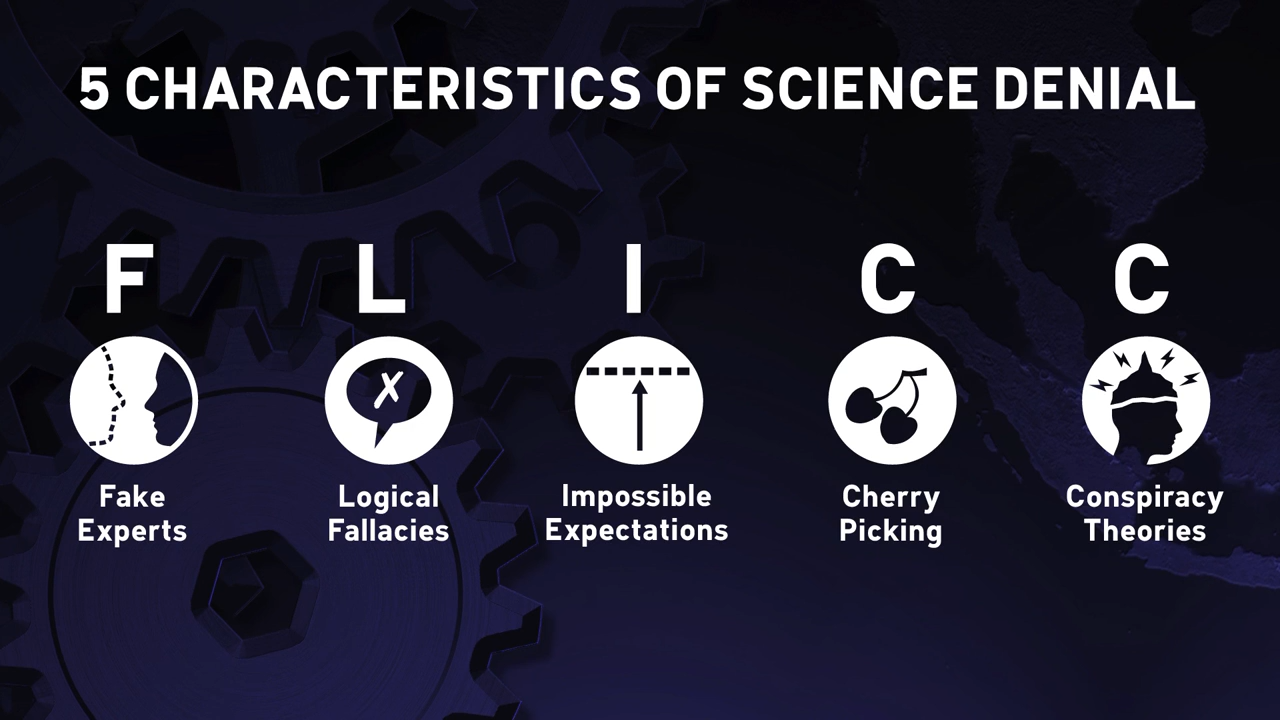 5 CHARACTERISTICS OF SCIENCE DENIAL
F L I C C
X
Fake Experts
Logical Fallacies
Impossible Expectations
Cherry Picking
Conspiracy Theories